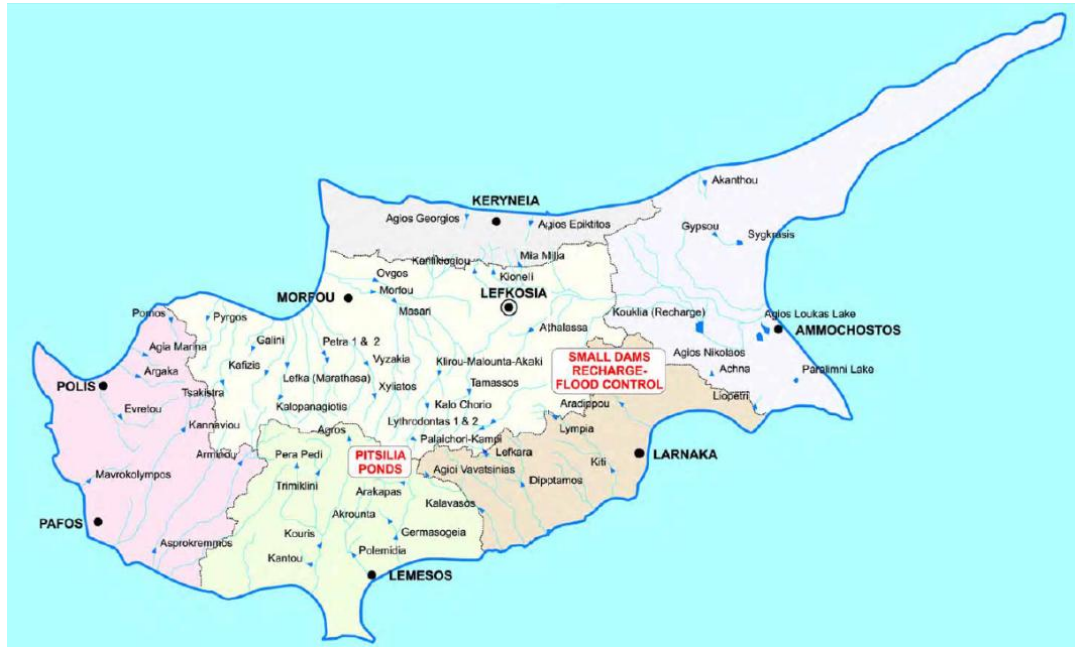 Akanthou
KERYNEIA
Agios Georgios
Agios Epiktitos
Gypsou
Sygkrasis
Mia Milia
Kanlikiogiou
Kioneli
Ovgos
Morfou
MORFOU
LEFKOSIA
Masari
Kouklia (Recharge)
Agios Loukas Lake
AMMOCHOSTOS
Pomos
Pyrgos
Athalassa
Galini
Petra 1 & 2
Agia Marina
Vyzakia
Klirou-Malounta-Akaki
SMALL DAMS
RECHARGE-
FLOOD CONTROL
Agios Nikolaos
Achna
Paralimni Lake
Argaka
Kafizis
Lefka (Marathasa)
POLIS
Tsakistra
Xyliatos
Tamassos
Liopetri
Evretou
Kalopanagiotis
Kalo Chorio
Aradippou
Kannaviou
Lythrodontas 1 & 2
Agros
Lympia
Palaichori-Kampi
Armirou
Pera Pedi
PITSILIA
PONDS
Lefkara
LARNAKA
Mavrokolympos
Agioi Vavatsinias
Kiti
Trimiklini
Dipotamos
Arakapas
Kalavasos
PAFOS
Akrounta
Kouris
Germasogeia
Asprokremmos
Kantou
Polemidia
LEMESOS